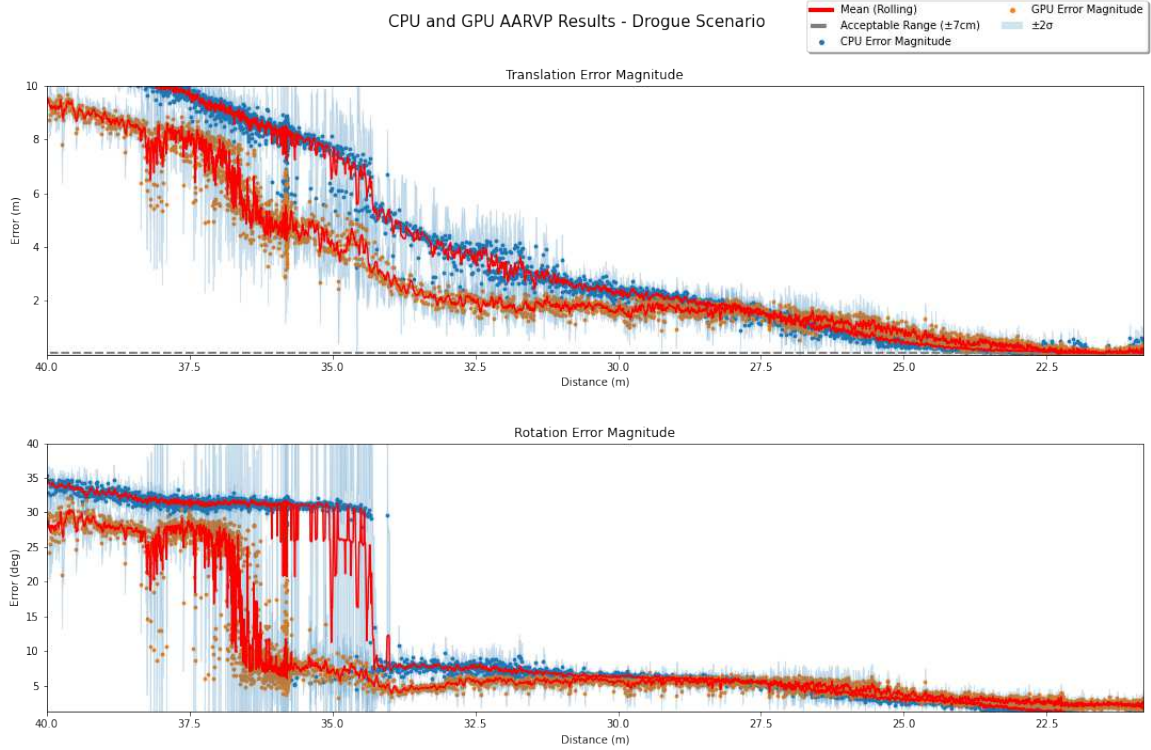 CPU and GPU AARVP Results - Drogue Scenario
Mean (Rolling)
Acceptable Range (±7cm)
CPU Error Magnitude
GPU Error Magnitude
±2σ
Translation Error Magnitude
10
8
6
4
2
Error (m)
40.0 37.5 35.0 32.5 30.0 27.5 25.0 22.5
Distance (m)
Rotation Error Magnitude
40
35
30
25
20
15
10
5
Error (deg)
40.0 37.5 35.0 32.5 30.0 27.5 25.0 22.5
Distance (m)